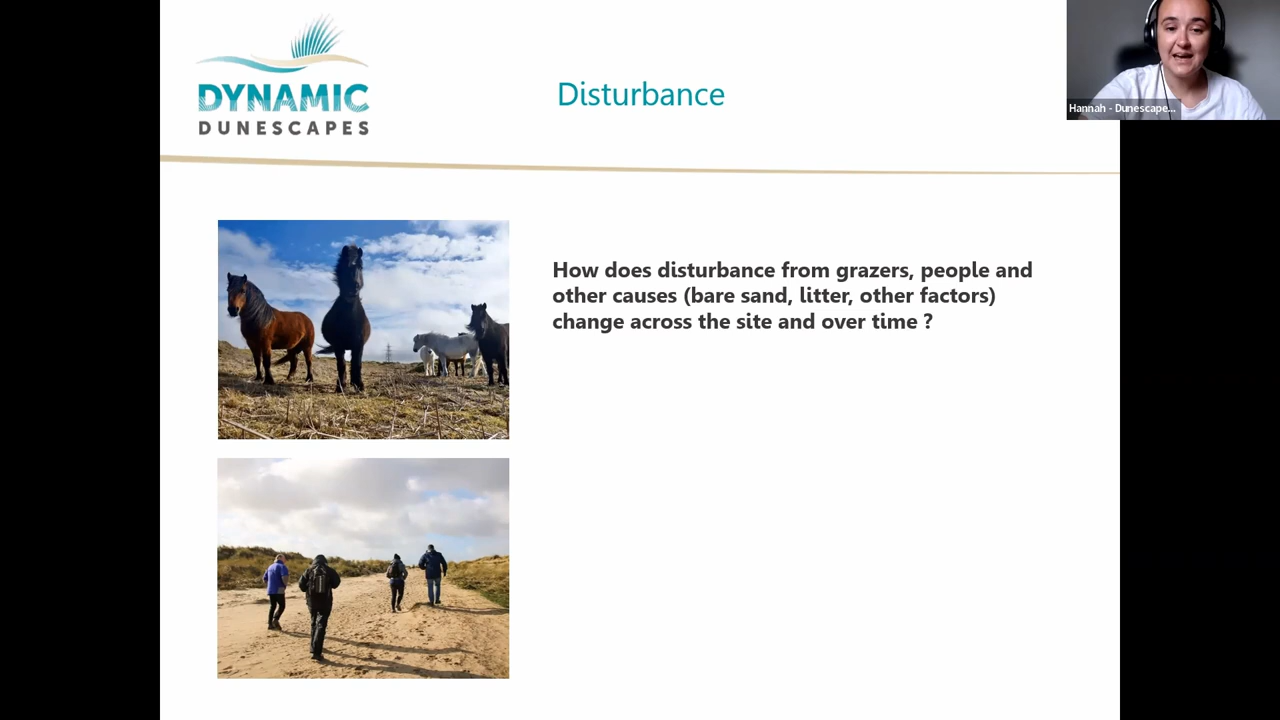 DYNAMIC
DUNESCAPES
Disturbance
Hannah - Dunescape...
How does disturbance from grazers, people and
other causes (bare sand, litter, other factors)
change across the site and over time ?